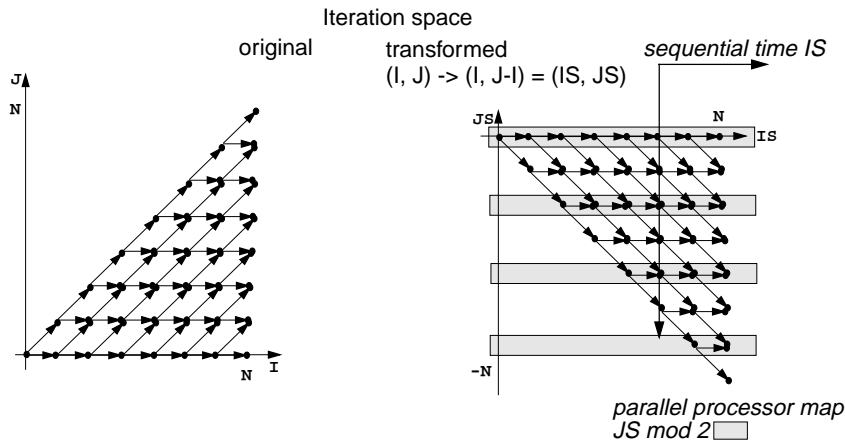 Iteration space
original
transformed
(I, J) -> (I, J-I) = (IS, JS)
sequential time IS
J
N
N
I
JS
N
IS
-N
parallel processor map
JS mod 2